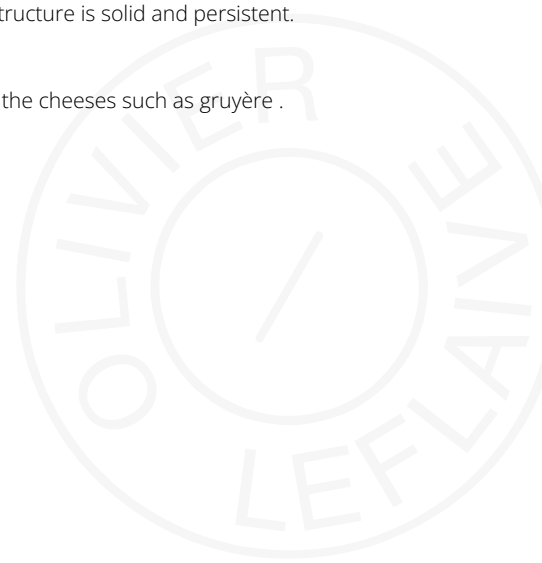 tructure is solid and persistent.
the cheeses such as gruyère .
OLIVIER
LEFLAIVE